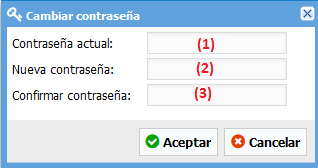 Cambiar contraseña
Contraseña actual: (1)
Nueva contraseña: (2)
Confirmar contraseña: (3)
Aceptar Cancelar